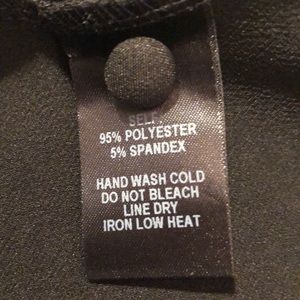 SELF:
95% POLYESTER
5% SPANDEX
HAND WASH COLD
DO NOT BLEACH
LINE DRY
IRON LOW HEAT